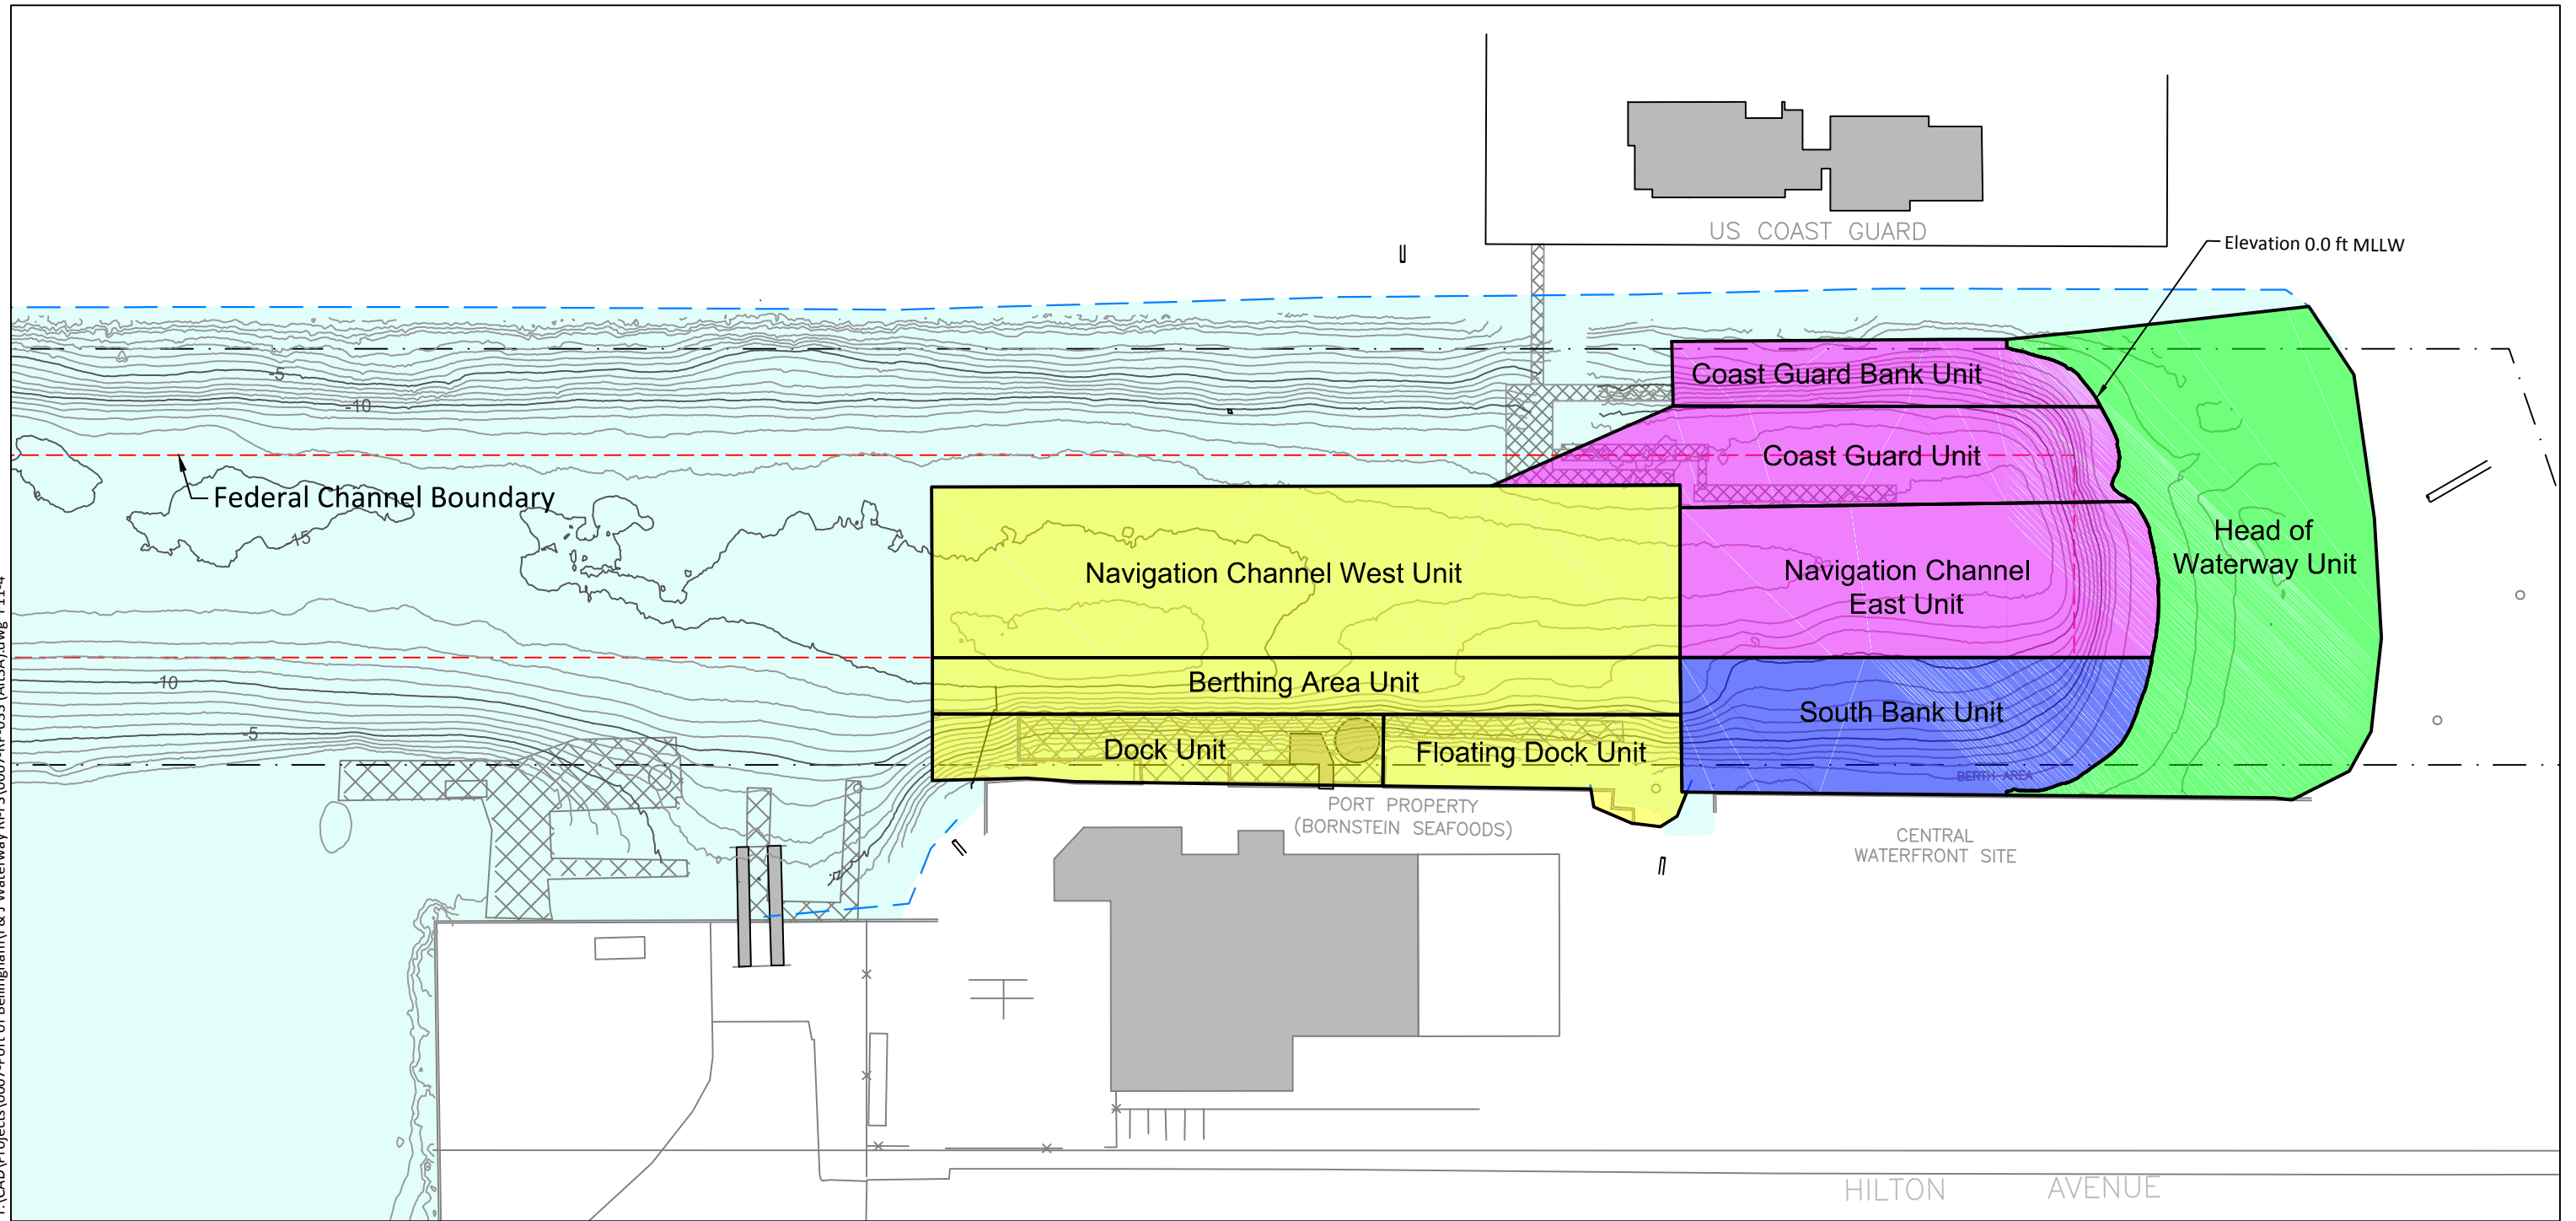 US COAST GUARD
Elevation 0.0 ft MLLW
-5
Coast Guard Bank Unit
-10
Coast Guard Unit
Federal Channel Boundary
15
Head of
Waterway Unit
Navigation Channel West Unit
Navigation Channel
East Unit
-10
Berthing Area Unit
South Bank Unit
-5
Dock Unit
Floating Dock Unit
BERTH AREA
PORT PROPERTY
(BORNSTEIN SEAFOODS)
CENTRAL
WATERFRONT SITE
HILTON AVENUE